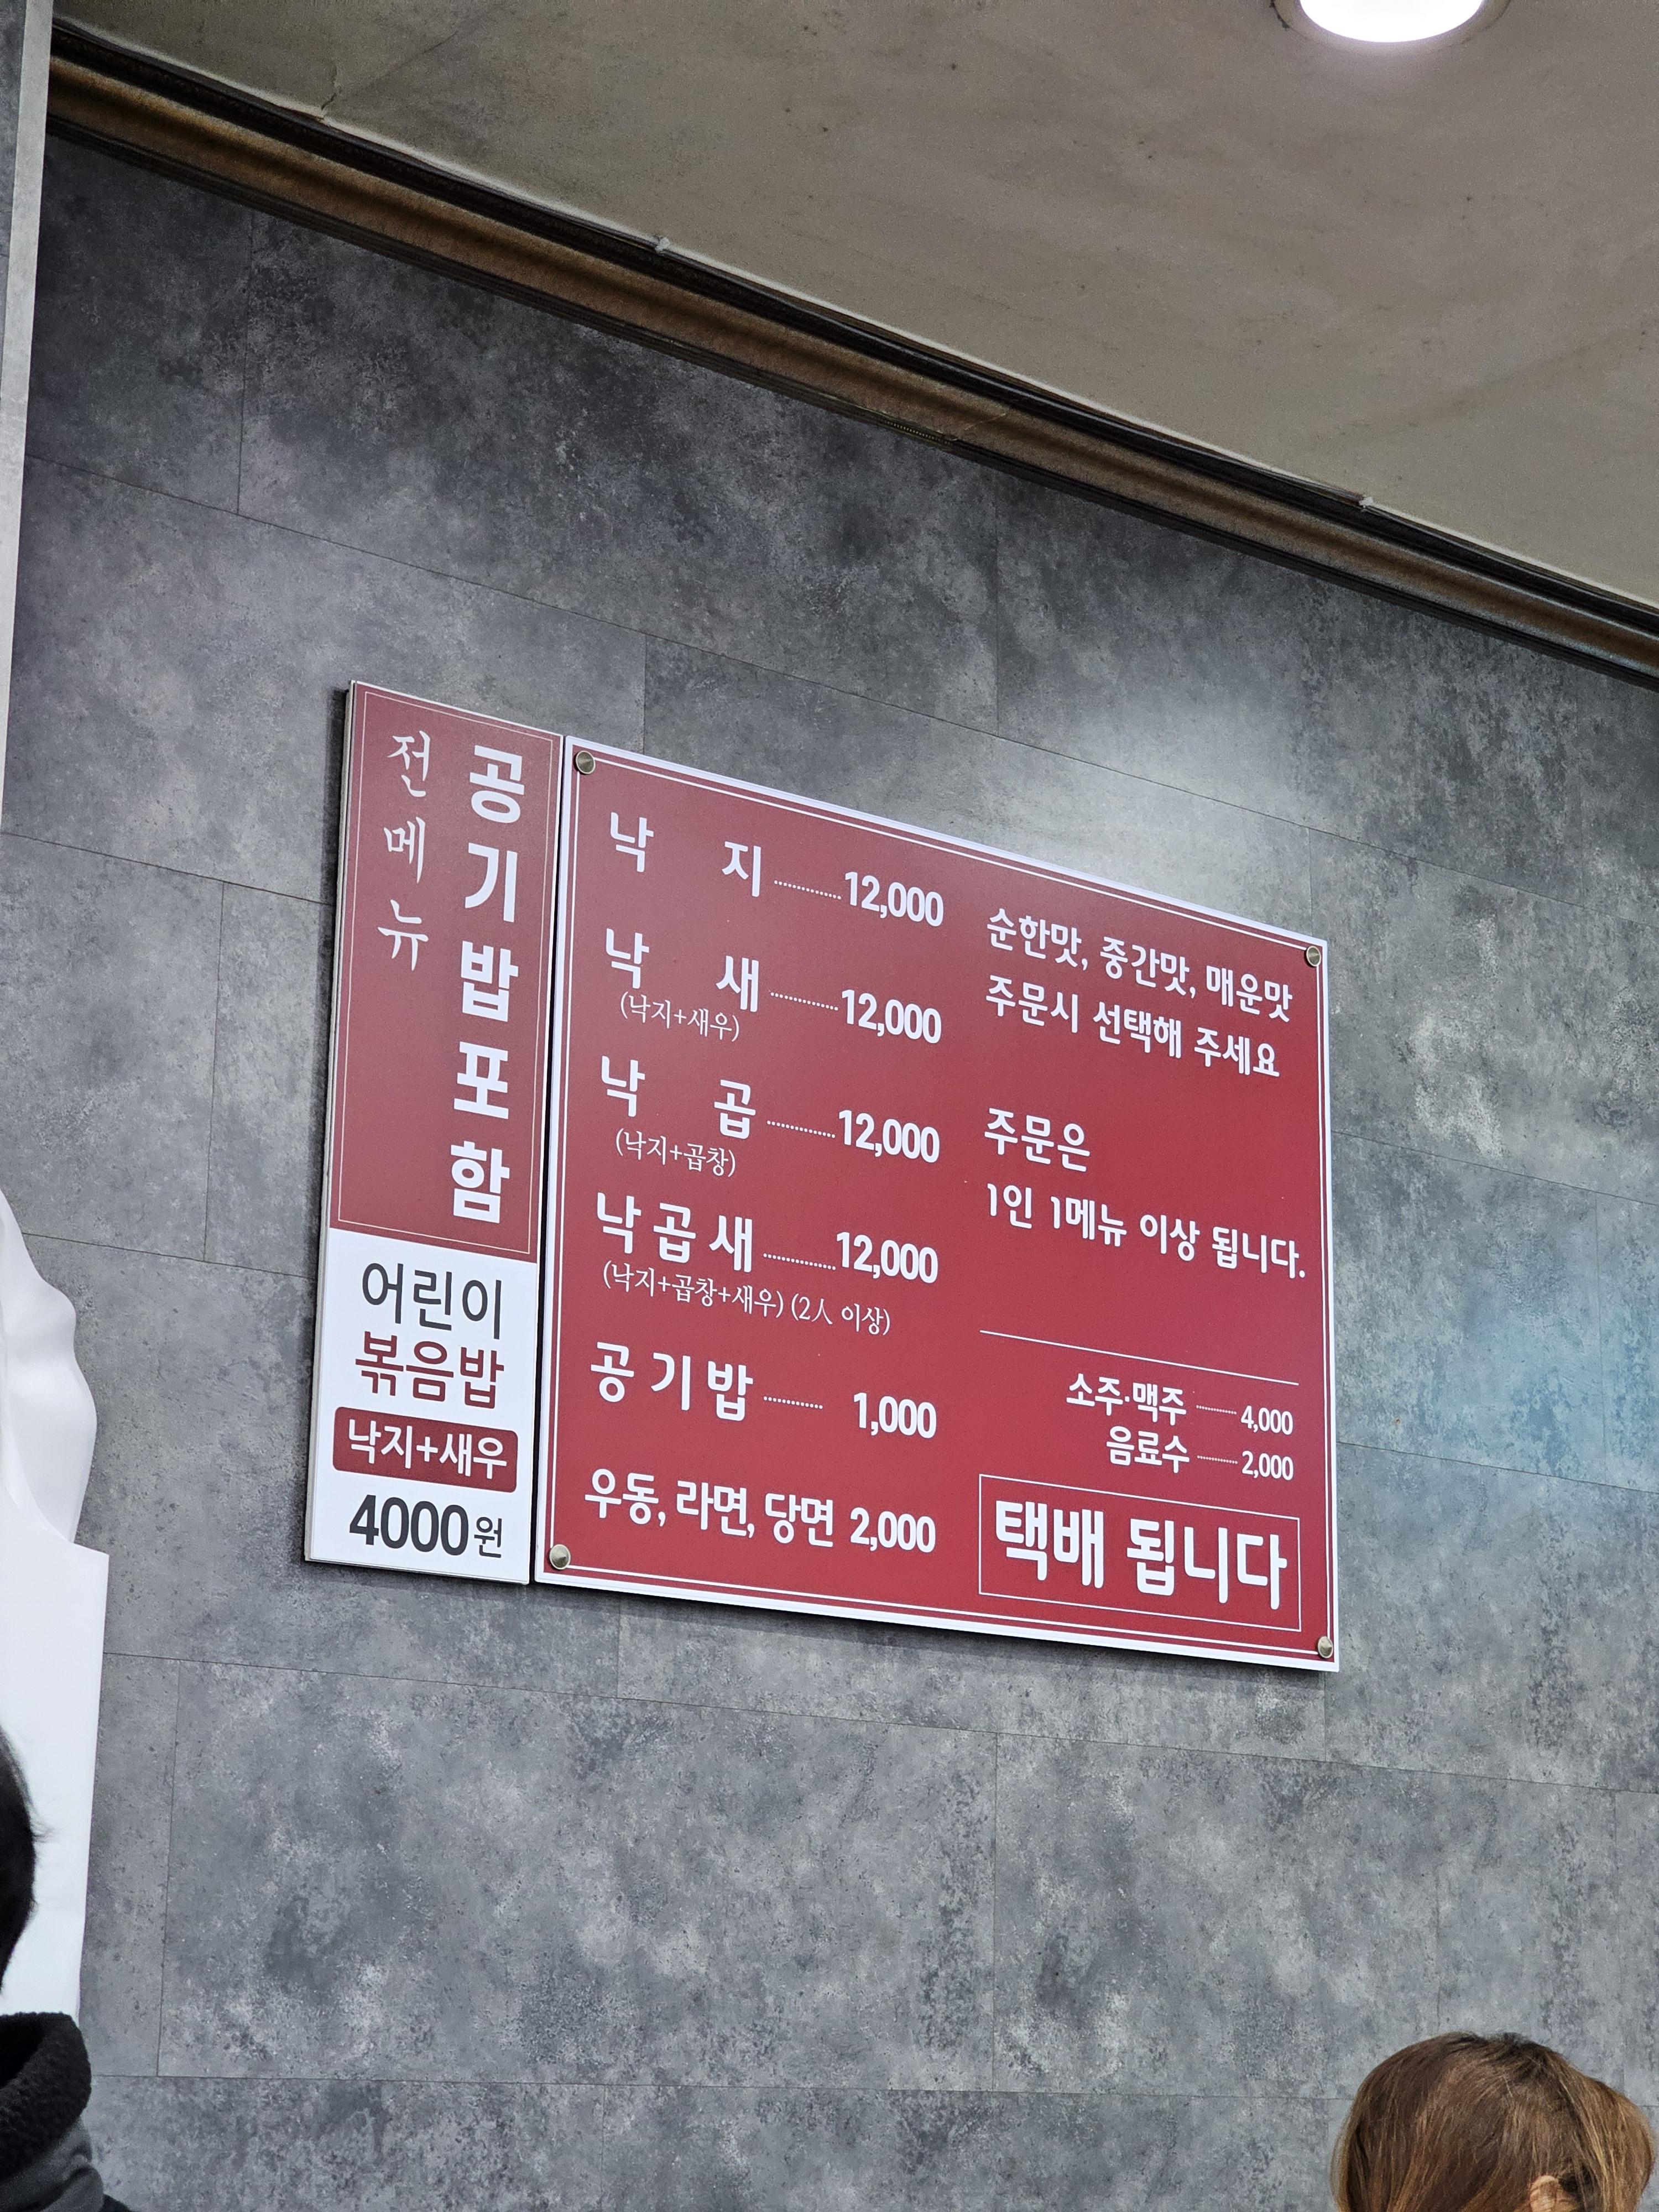 전메뉴
공기밥포함
어린이
볶음밥
낙지+새우
4000원
낙 지 ............ 12,000
낙 새 ............ 12,000
(낙지+새우)
낙 곱 ............ 12,000
(낙지+곱창)
낙곱새 ............ 12,000
(낙지+곱창+새우) (2人 이상)
공기밥 ............ 1,000
우동, 라면, 당면 2,000
순한맛, 중간맛, 매운맛
주문시 선택해 주세요
주문은
1인 1메뉴 이상 됩니다.
소주·맥주 ............ 4,000
음료수 ............ 2,000
택배 됩니다